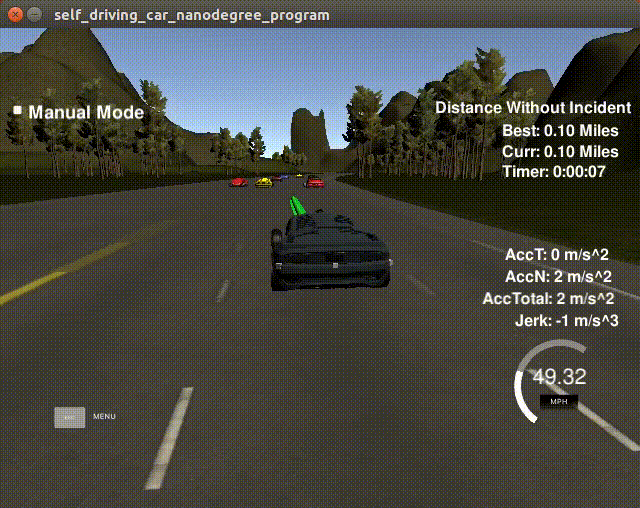 self_driving_car_nanodegree_program
Manual Mode
Distance Without Incident
Best: 0.10 Miles
Curr: 0.10 Miles
Timer: 0:00:07
AccT: 0 m/s^2
AccN: 2 m/s^2
AccTotal: 2 m/s^2
Jerk: -1 m/s^3
49.32
MPH
MENU